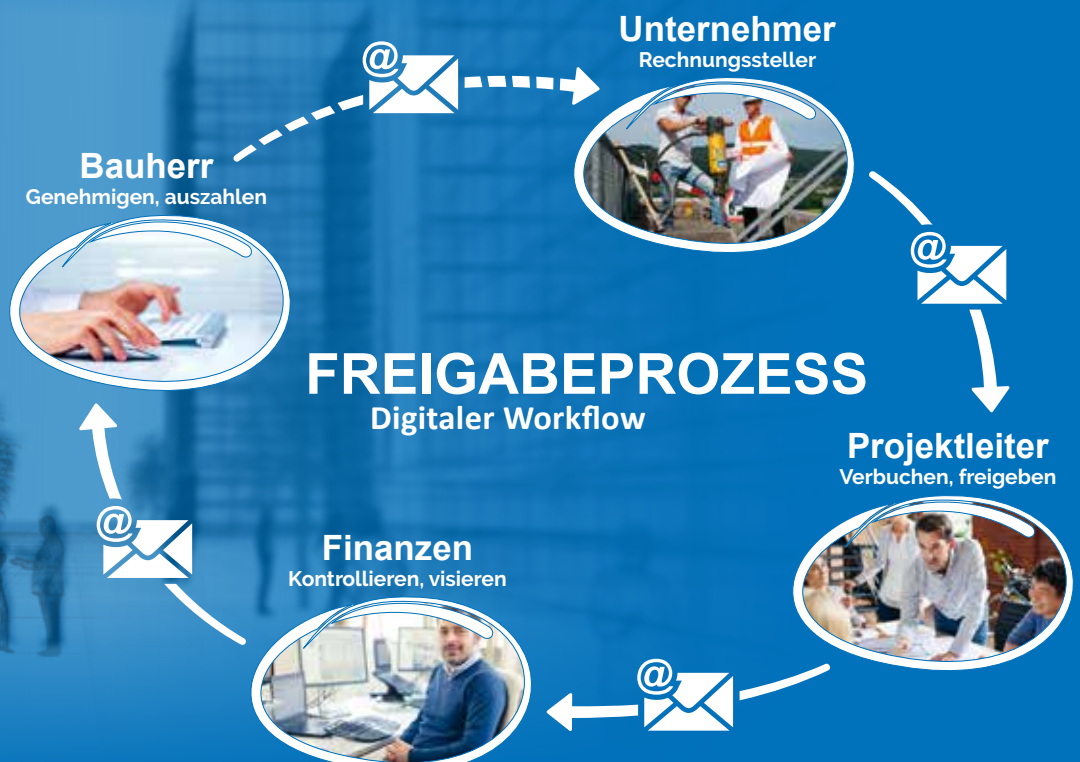 Unternehmer
Rechnungssteller
@
Bauherr
Genehmigen, auszahlen
@
FREIGABEPROZESS
Digitaler Workflow
Projektleiter
Verbuchen, freigeben
@
Finanzen
Kontrollieren, visieren
@